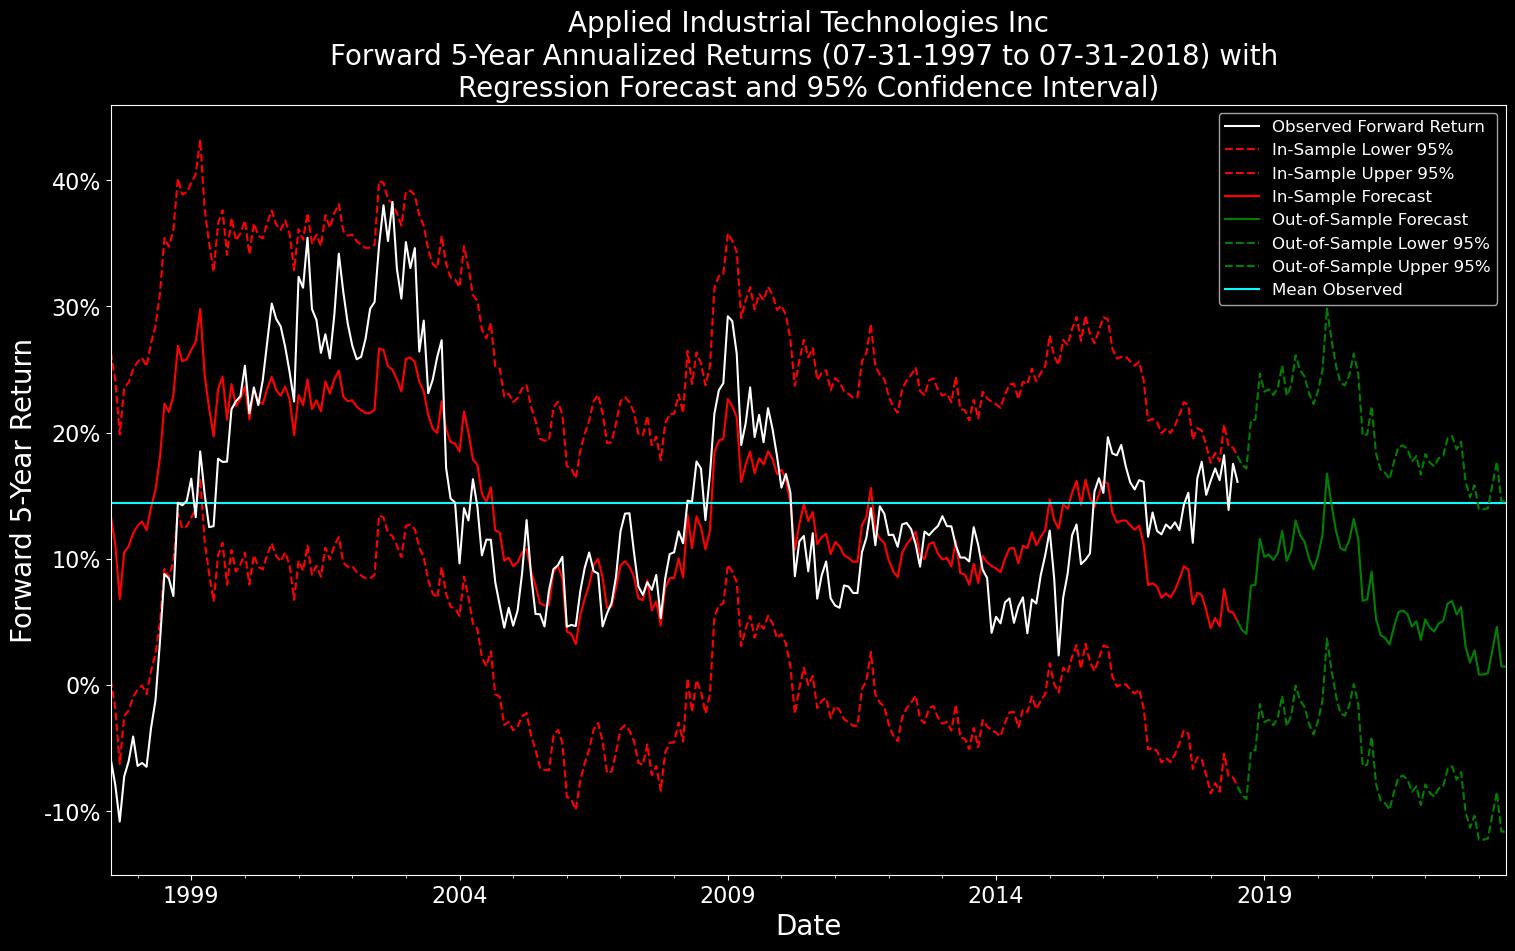 Applied Industrial Technologies Inc
Forward 5-Year Annualized Returns (07-31-1997 to 07-31-2018) with
Regression Forecast and 95% Confidence Interval)
Observed Forward Return
In-Sample Lower 95%
In-Sample Upper 95%
In-Sample Forecast
Out-of-Sample Forecast
Out-of-Sample Lower 95%
Out-of-Sample Upper 95%
Mean Observed
Forward 5-Year Return
40%
30%
20%
10%
0%
-10%
1999
2004
2009
2014
2019
Date